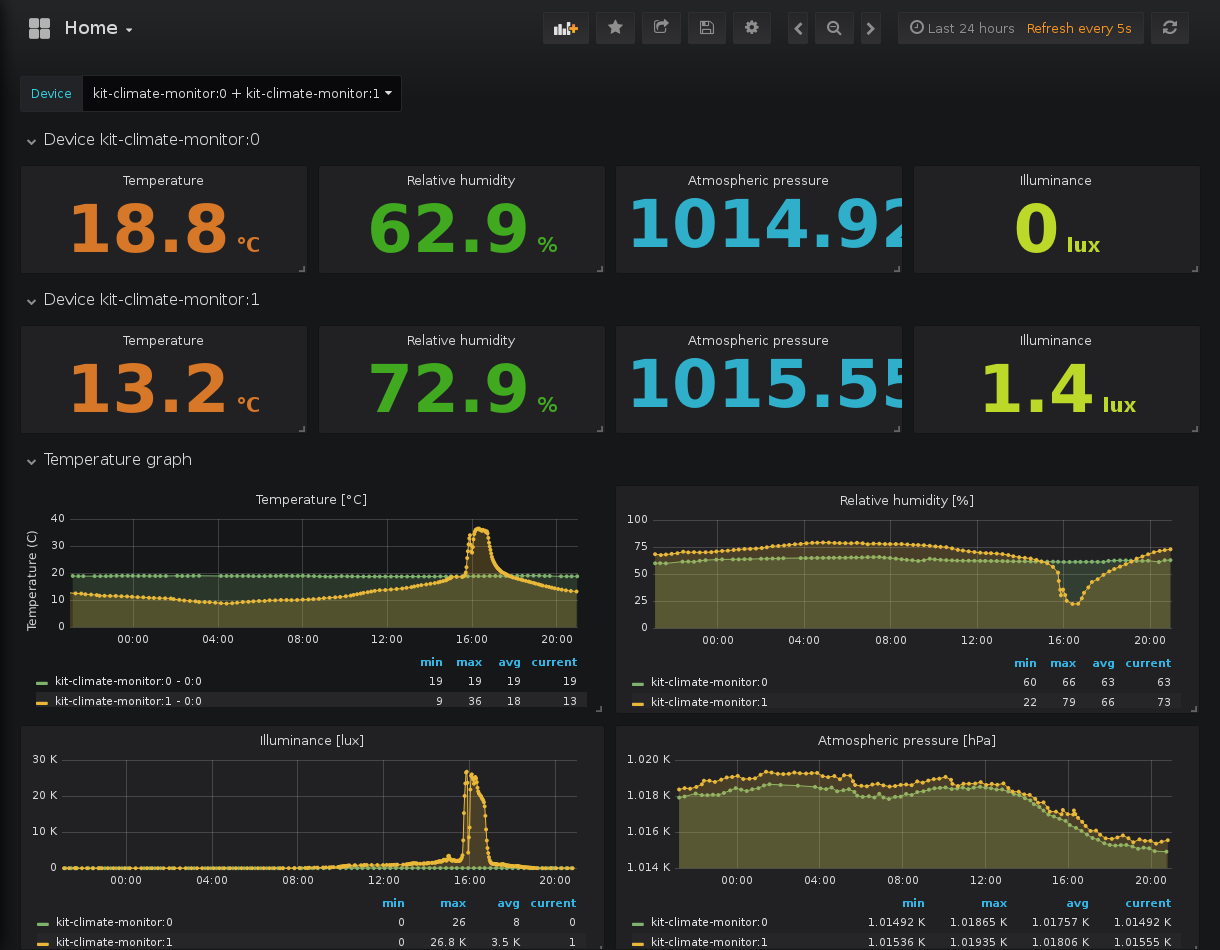 Home
Last 24 hours Refresh every 5s
Device kit-climate-monitor:0 + kit-climate-monitor:1
Device kit-climate-monitor:0
Temperature Relative humidity Atmospheric pressure Illuminance
18.8 °C 62.9 % 1014.92 0 lux
Device kit-climate-monitor:1
Temperature Relative humidity Atmospheric pressure Illuminance
13.2 °C 72.9 % 1015.55 1.4 lux
Temperature graph
Temperature [°C]
Temperature (C)
40
30
20
10
0
00:00 04:00 08:00 12:00 16:00 20:00
min max avg current
kit-climate-monitor:0 - 0:0 19 19 19 19
kit-climate-monitor:1 - 0:0 9 36 18 13
Relative humidity [%]
100
75
50
25
0
00:00 04:00 08:00 12:00 16:00 20:00
min max avg current
kit-climate-monitor:0 60 66 63 63
kit-climate-monitor:1 22 79 66 73
Illuminance [lux]
30 K
20 K
10 K
0
00:00 04:00 08:00 12:00 16:00 20:00
min max avg current
kit-climate-monitor:0 0 26 8 0
kit-climate-monitor:1 0 26.8 K 3.5 K 1
Atmospheric pressure [hPa]
1.020 K
1.018 K
1.016 K
1.014 K
00:00 04:00 08:00 12:00 16:00 20:00
min max avg current
kit-climate-monitor:0 1.01492 K 1.01865 K 1.01757 K 1.01492 K
kit-climate-monitor:1 1.01536 K 1.01935 K 1.01806 K 1.01555 K